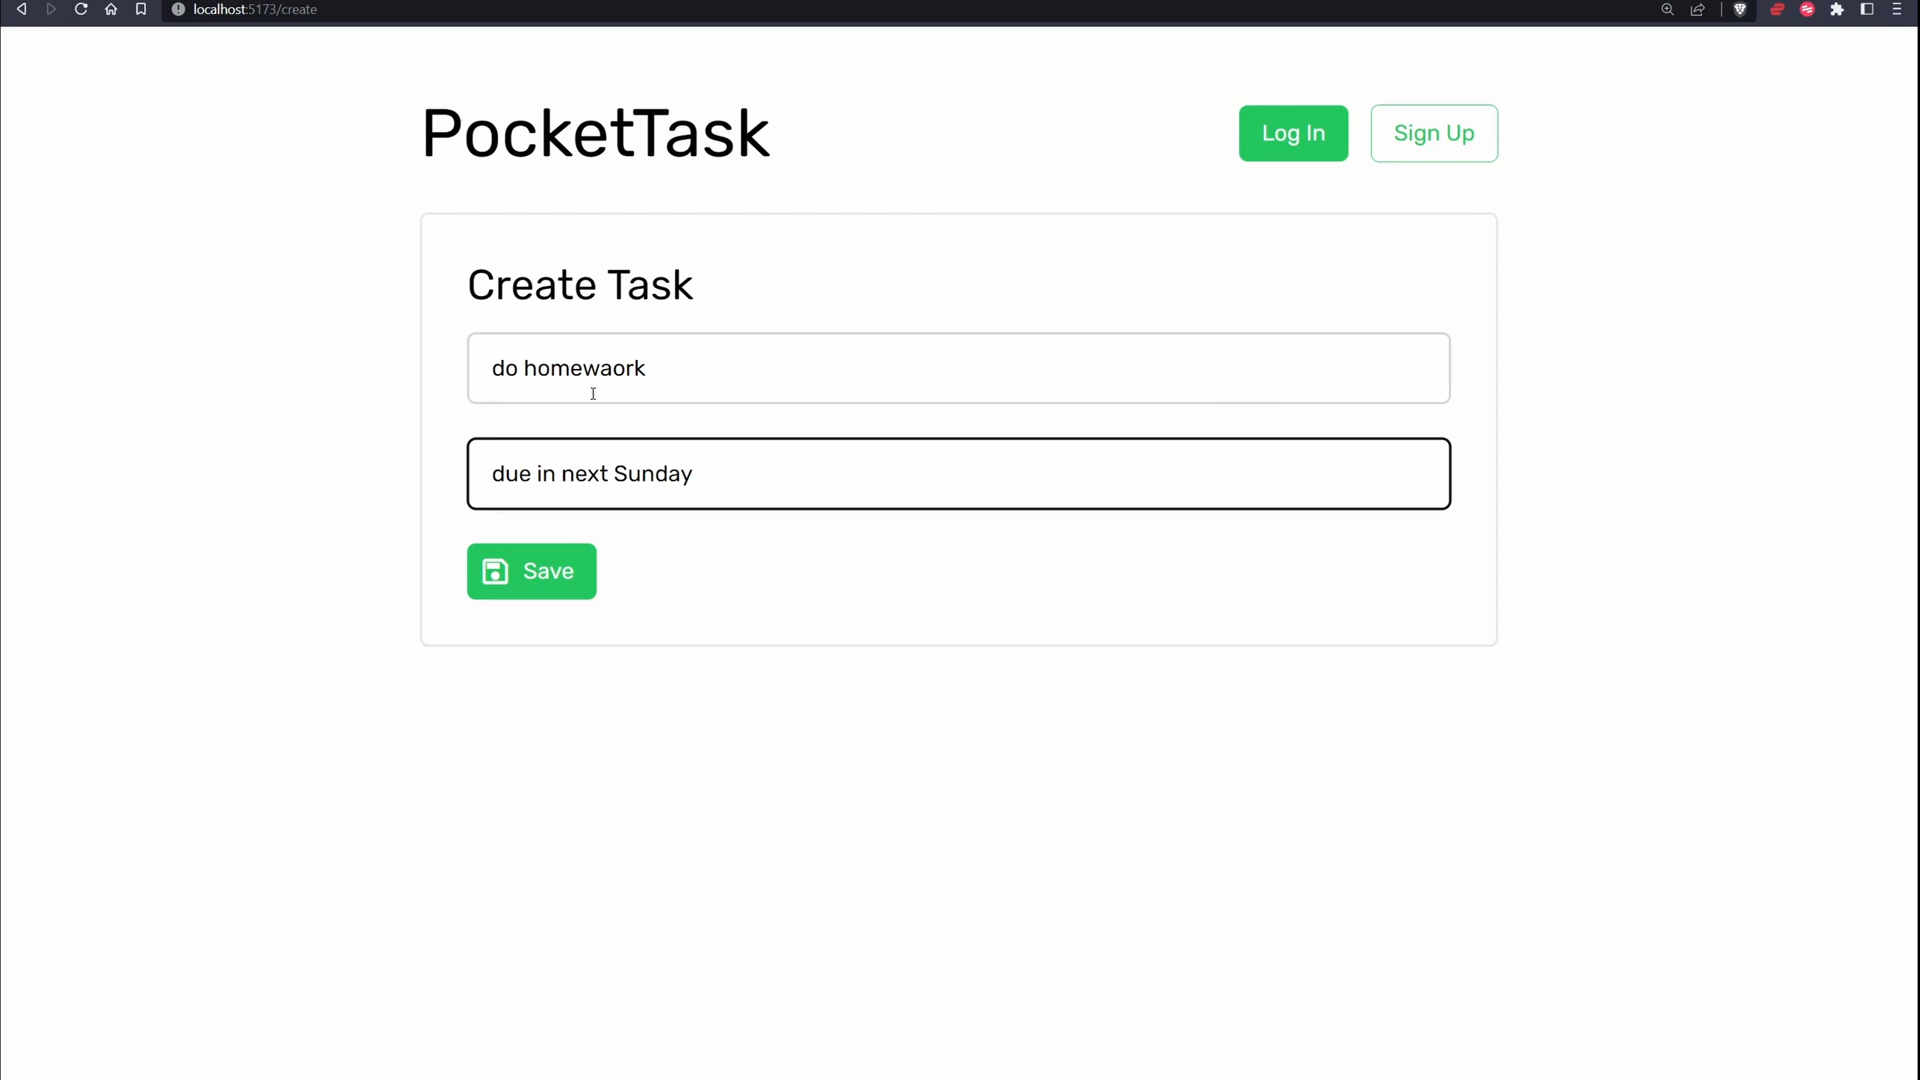 localhost:5173/create
PocketTask
Log In
Sign Up
Create Task
do homewaork
due in next Sunday
Save